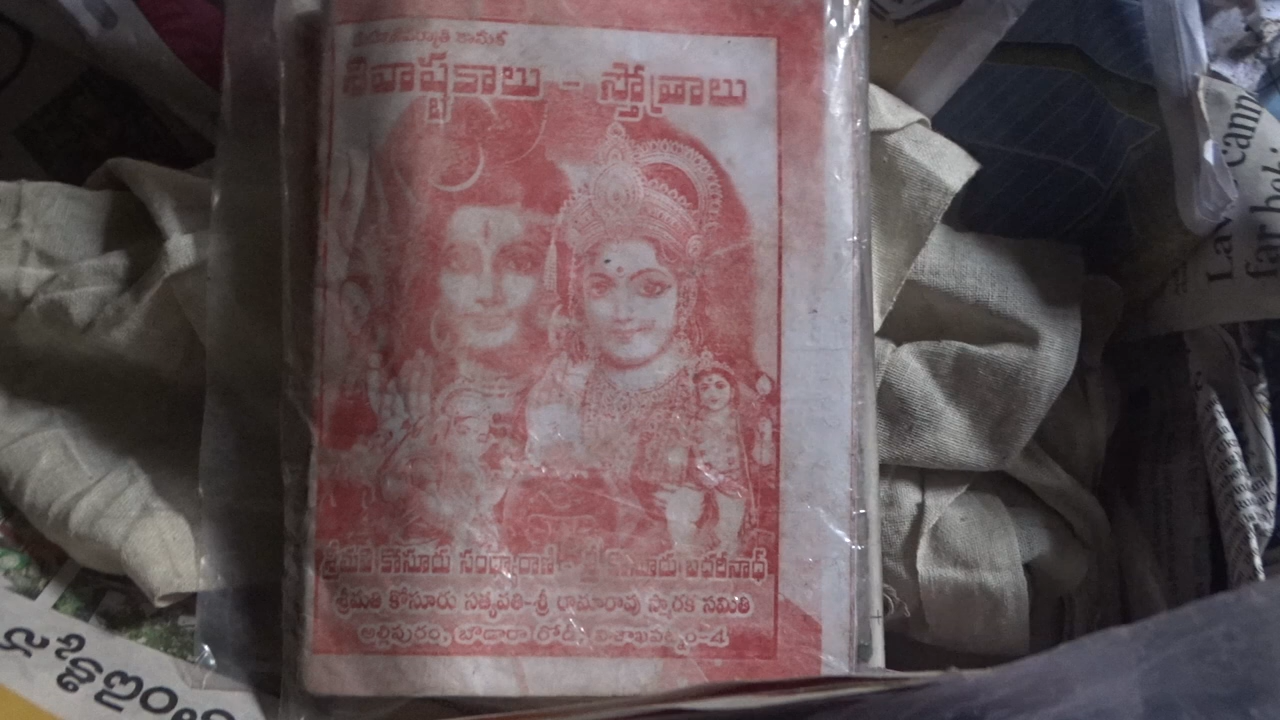 శివాష్టకాలు - స్తోత్రాలు
శ్రీమతి కోసూరు సంధ్యారాణి - శ్రీ కోసూరు బదరీనాథ్
శ్రీమతి కోసూరు సత్యవతి-శ్రీ రామారావు స్మారక సమితి
అల్లిపురం, బౌడారా రోడ్, విశాఖపట్నం-4